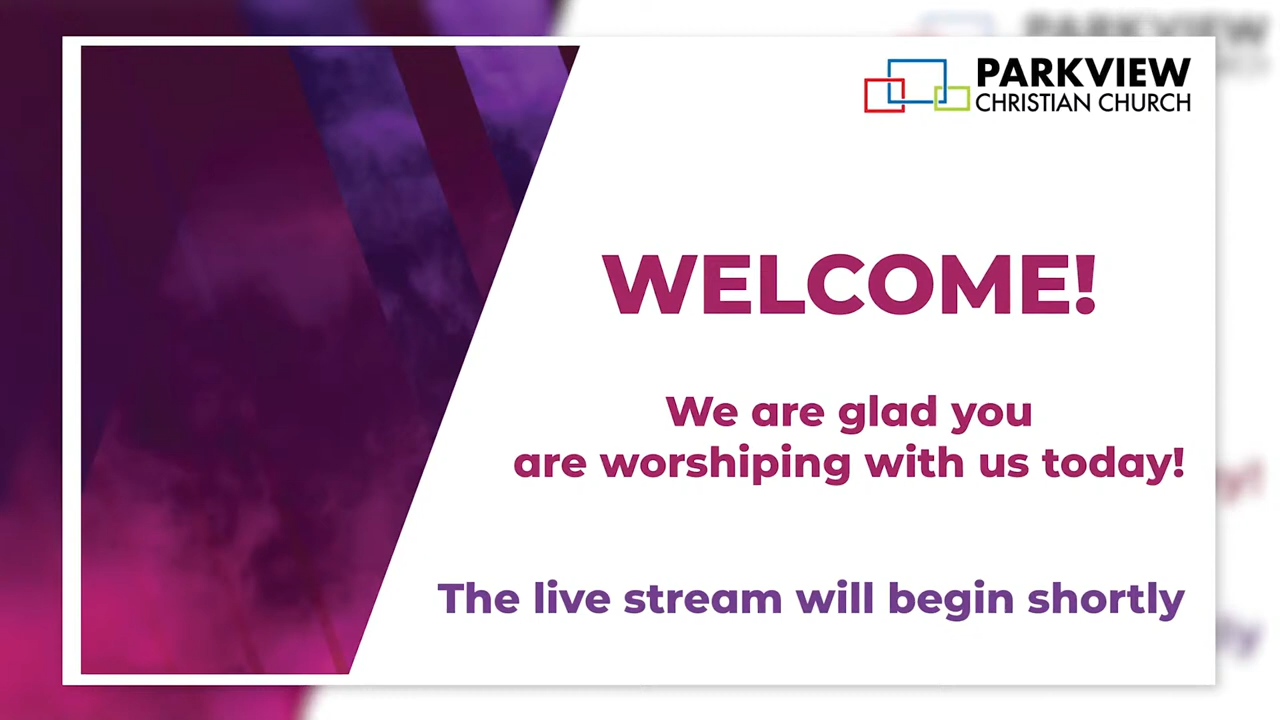 PARKVIEW
CHRISTIAN CHURCH
WELCOME!
We are glad you
are worshiping with us today!
The live stream will begin shortly